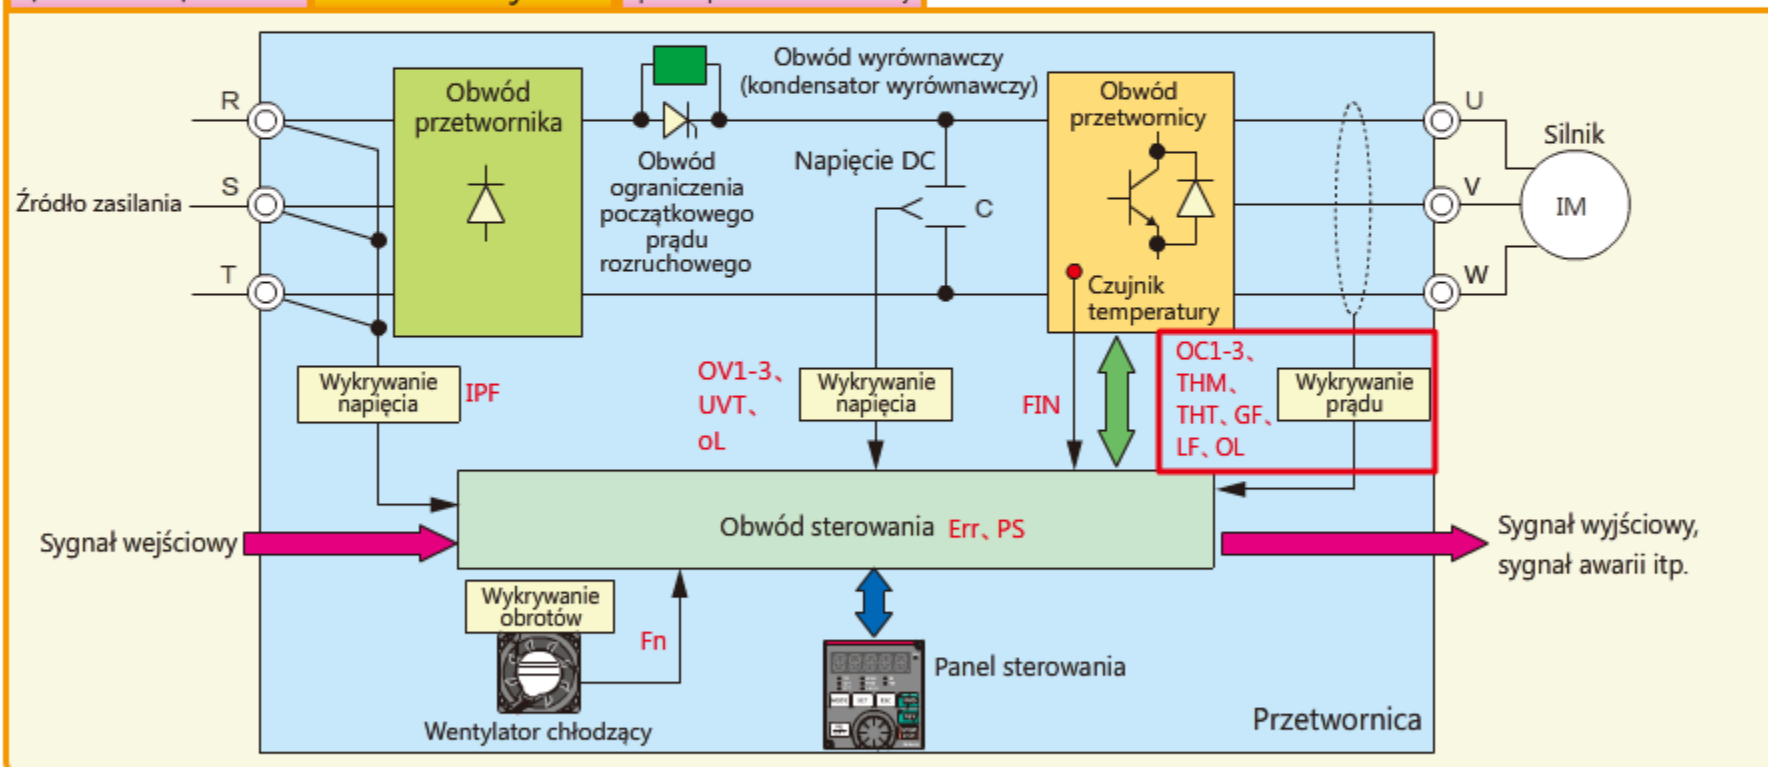 Obwód wyrównawczy
(kondensator wyrównawczy)
Obwód
przetwornika
Obwód
przetwornicy
R
U
Silnik
Obwód
ograniczenia
początkowego
prądu
rozruchowego
Napięcie DC
Źródło zasilania
S
C
V
IM
T
W
Czujnik
temperatury
Wykrywanie
napięcia
IPF
OV1-3、
UVT、
oL
Wykrywanie
napięcia
FIN
OC1-3、
THM、
THT、GF、
LF、OL
Wykrywanie
prądu
Sygnał wejściowy
Obwód sterowania Err、PS
Sygnał wyjściowy,
sygnał awarii itp.
Wykrywanie
obrotów
Fn
Wentylator chłodzący
Panel sterowania
Przetwornica